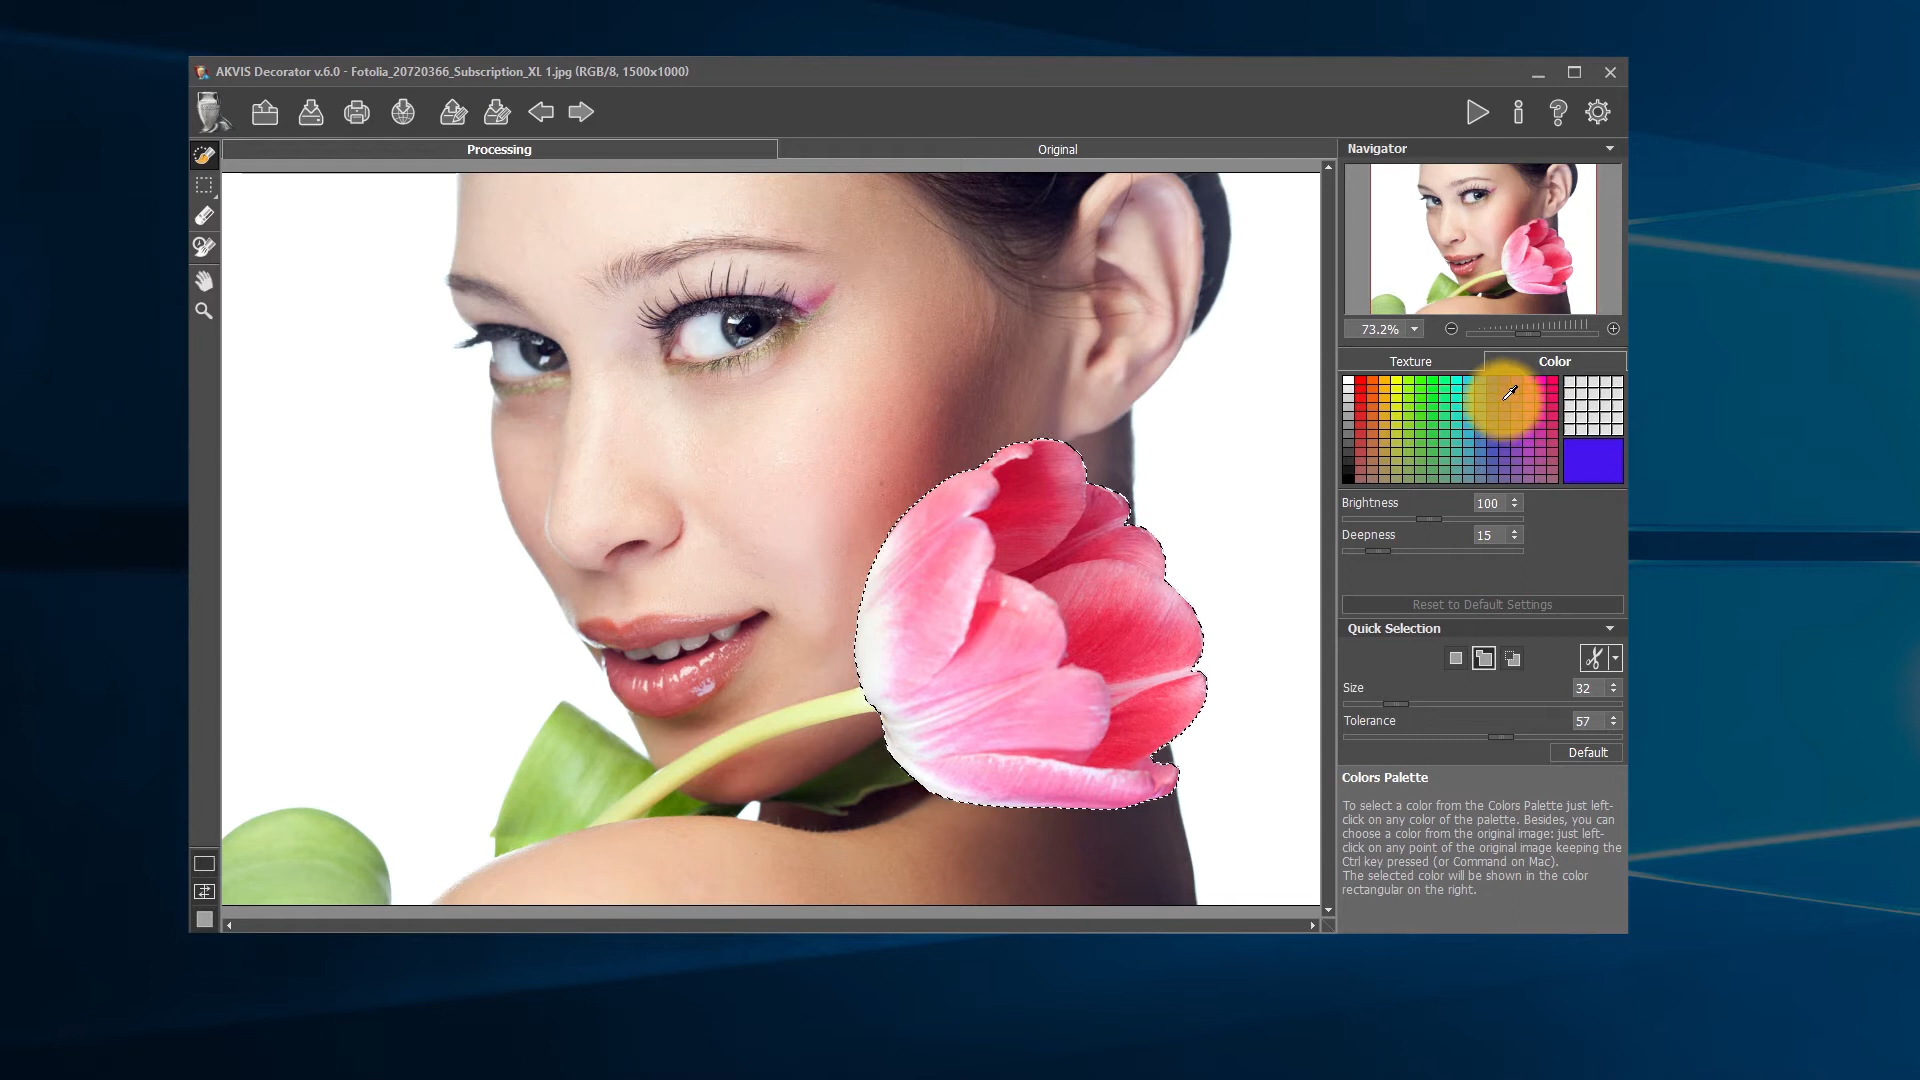 AKVIS Decorator v.6.0 - Fotolia_20720366_Subscription_XL 1.jpg (RGB/8, 1500x1000)
Processing
Original
Navigator
73.2%
Texture
Color
Brightness
100
Deepness
15
Reset to Default Settings
Quick Selection
Size
32
Tolerance
57
Default
Colors Palette
To select a color from the Colors Palette just left-
click on any color of the palette. Besides, you can
choose a color from the original image: just left-
click on any point of the original image keeping the
Ctrl key pressed (or Command on Mac).
The selected color will be shown in the color
rectangular on the right.